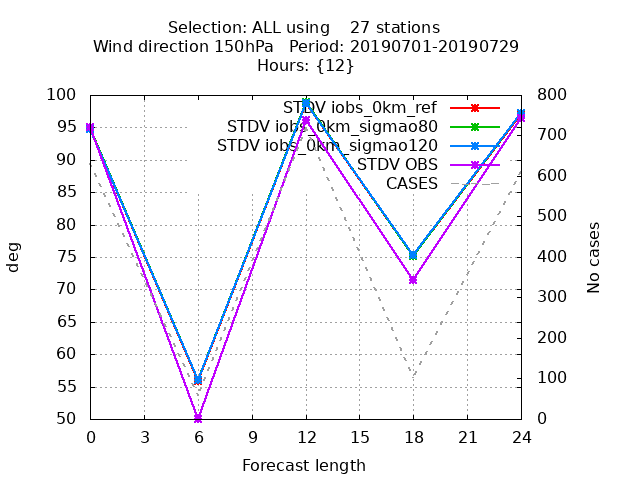 Selection: ALL using    27 stations
Wind direction 150hPa   Period: 20190701-20190729
Hours: {12}
100 800
STDV iobs_0km_ref
STDV iobs_0km_sigmao80
STDV iobs_0km_sigmao120
STDV OBS
CASES
95
90
85
80
75
70
65
60
55
50
700
600
500
400
300
200
100
0
deg
No cases
0 3 6 9 12 15 18 21 24
Forecast length